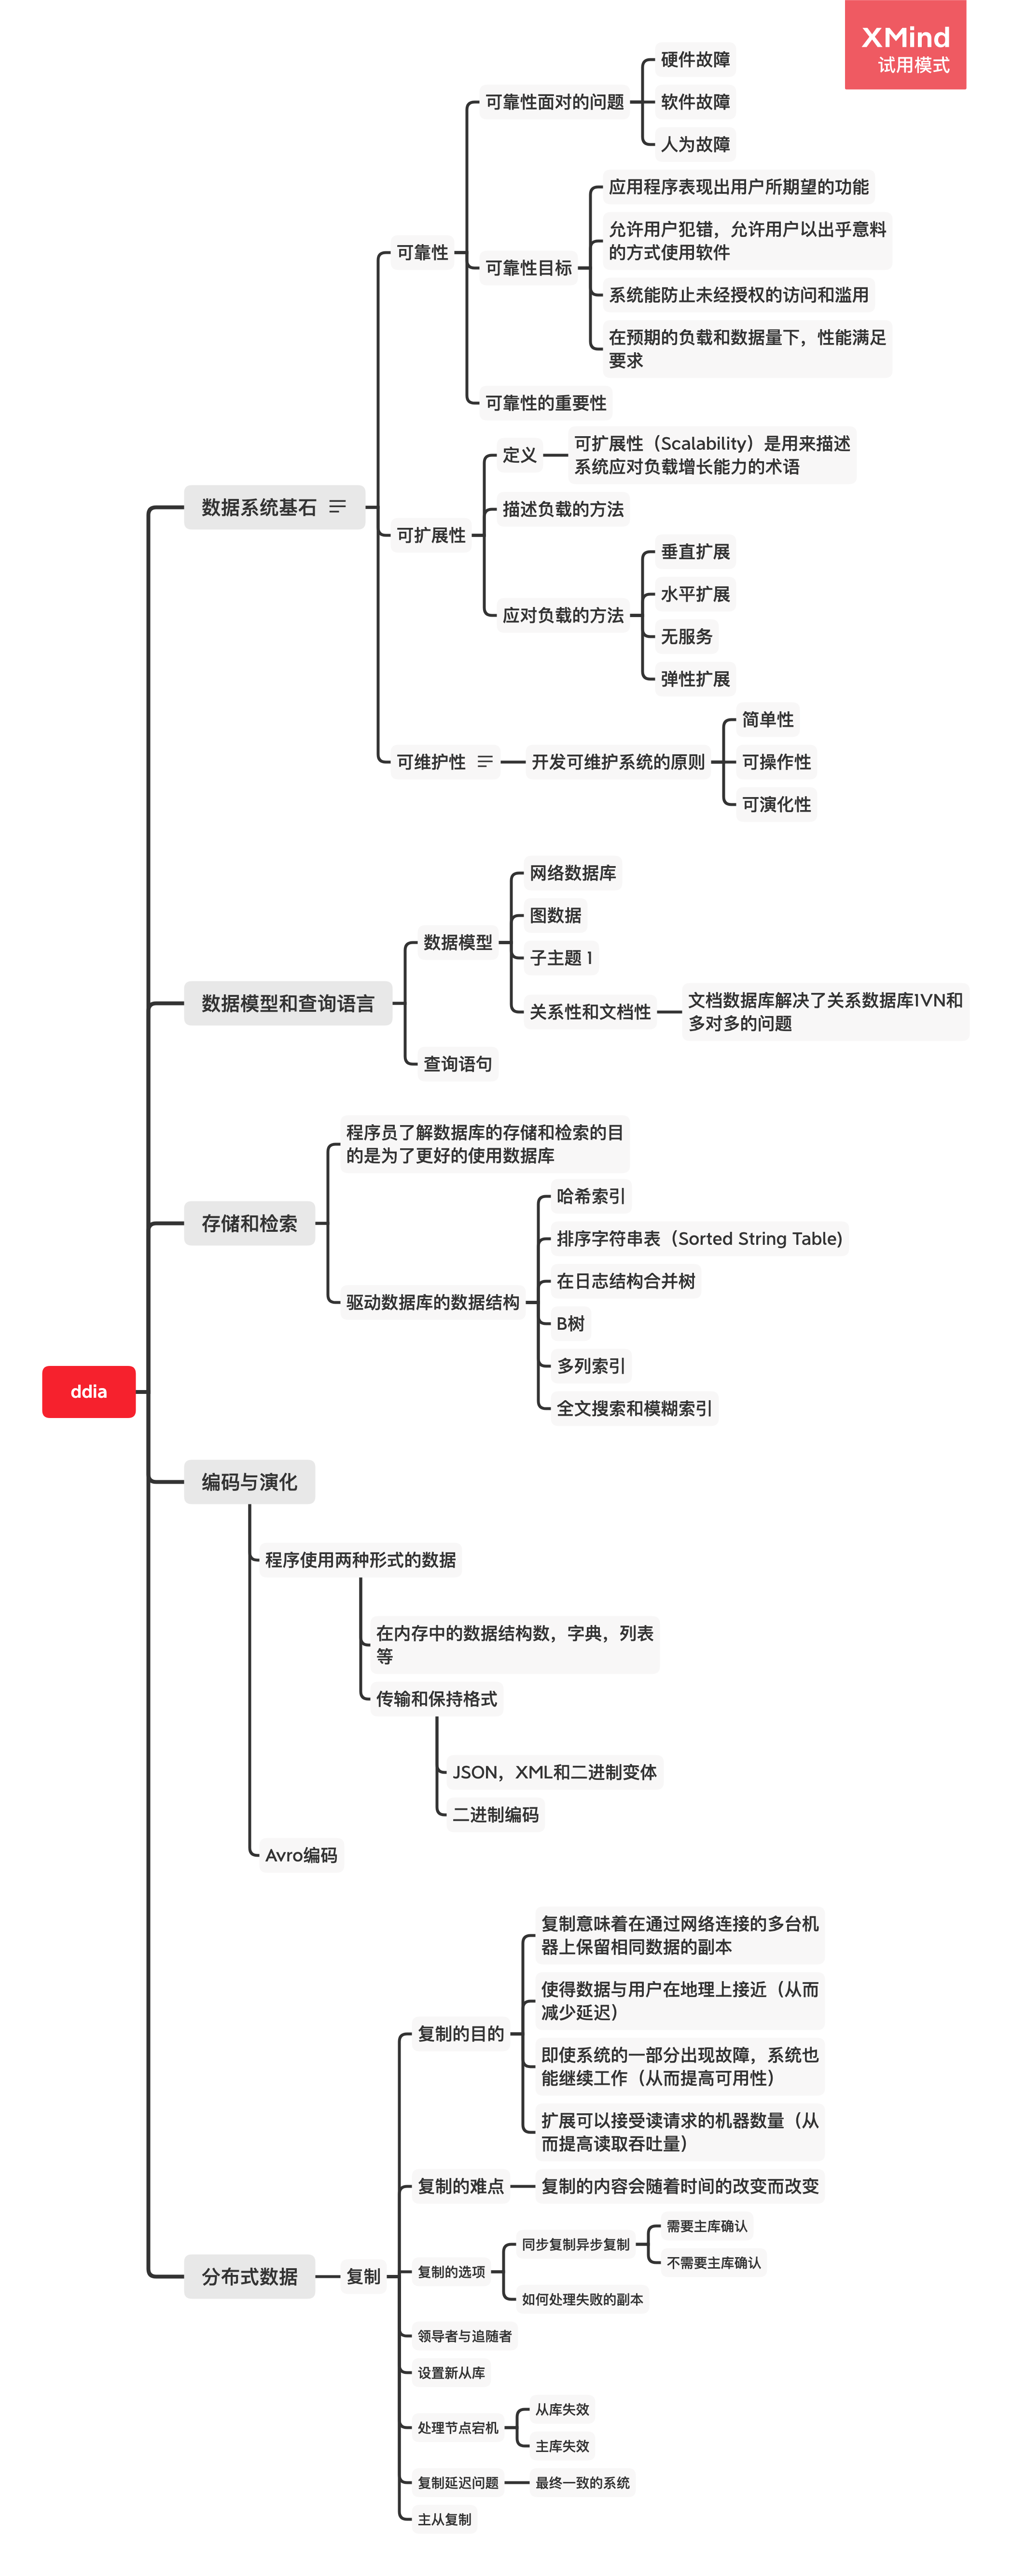 XMind
试用模式
硬件故障
可靠性面对的问题
软件故障
人为故障
应用程序表现出用户所期望的功能
允许用户犯错，允许用户以出乎意料
的方式使用软件
可靠性
可靠性目标
系统能防止未经授权的访问和滥用
在预期的负载和数据量下，性能满足
要求
可靠性的重要性
定义
可扩展性（Scalability）是用来描述
系统应对负载增长能力的术语
数据系统基石
描述负载的方法
可扩展性
垂直扩展
水平扩展
应对负载的方法
无服务
弹性扩展
简单性
可维护性
开发可维护系统的原则
可操作性
可演化性
网络数据库
图数据
数据模型
子主题 1
数据模型和查询语言
关系性和文档性
文档数据库解决了关系数据库1VN和
多对多的问题
查询语句
程序员了解数据库的存储和检索的目
的是为了更好的使用数据库
存储和检索
哈希索引
排序字符串表（Sorted String Table)
在日志结构合并树
驱动数据库的数据结构
B树
多列索引
全文搜索和模糊索引
ddia
编码与演化
程序使用两种形式的数据
在内存中的数据结构数，字典，列表
等
传输和保持格式
JSON，XML和二进制变体
二进制编码
Avro编码
复制意味着在通过网络连接的多台机
器上保留相同数据的副本
使得数据与用户在地理上接近（从而
减少延迟）
复制的目的
即使系统的一部分出现故障，系统也
能继续工作（从而提高可用性）
扩展可以接受读请求的机器数量（从
而提高读取吞吐量）
复制的难点
复制的内容会随着时间的改变而改变
需要主库确认
同步复制异步复制
不需要主库确认
复制的选项
分布式数据
复制
如何处理失败的副本
领导者与追随者
设置新从库
从库失效
处理节点宕机
主库失效
复制延迟问题
最终一致的系统
主从复制